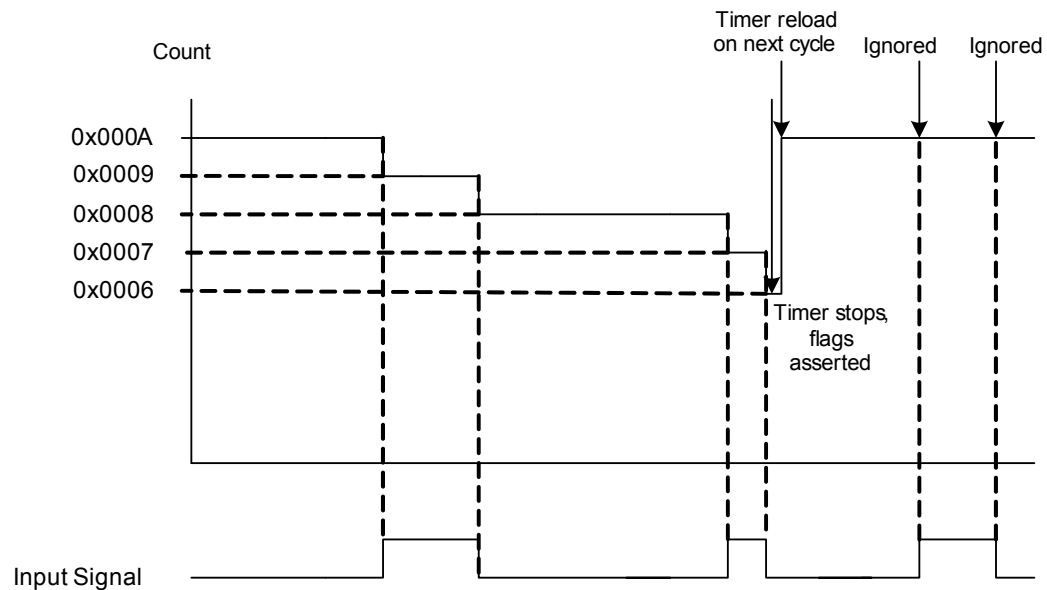 Timer reload
on next cycle
Ignored
Ignored
Count
0x000A
0x0009
0x0008
0x0007
0x0006
Timer stops,
flags
asserted
Input Signal